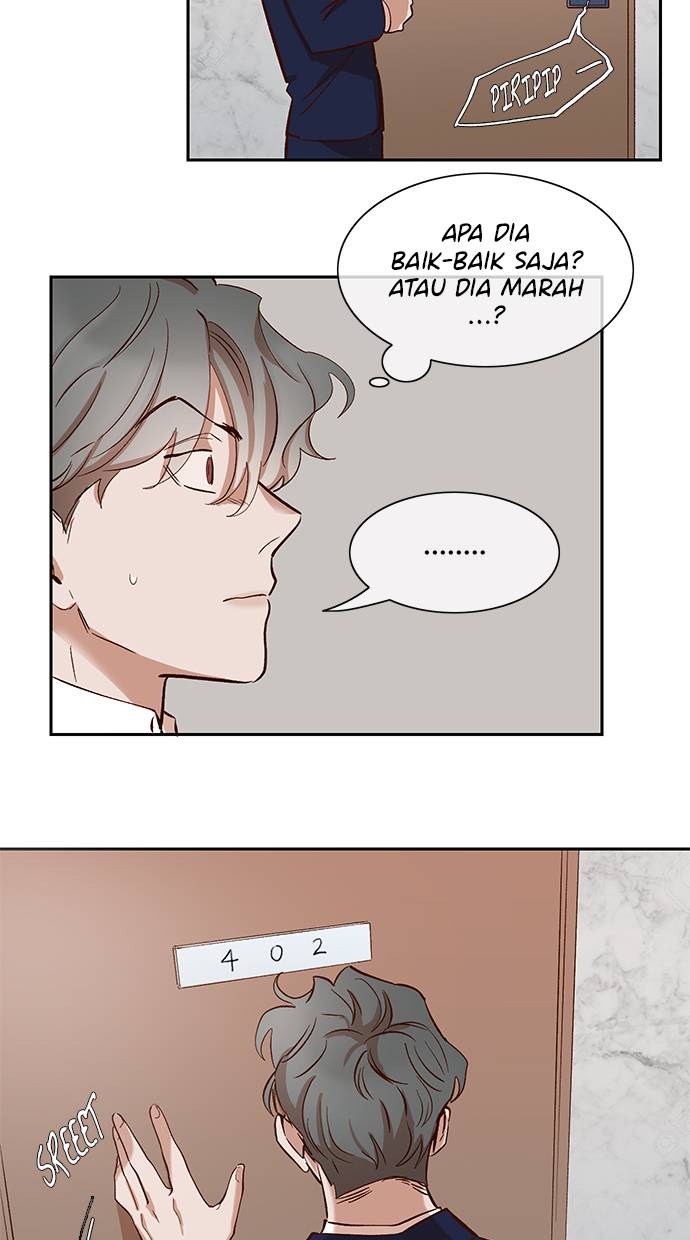 PIRIPIP —
APA DIA
BAIK-BAIK SAJA?
ATAU DIA MARAH
...?
........
402
SREEET